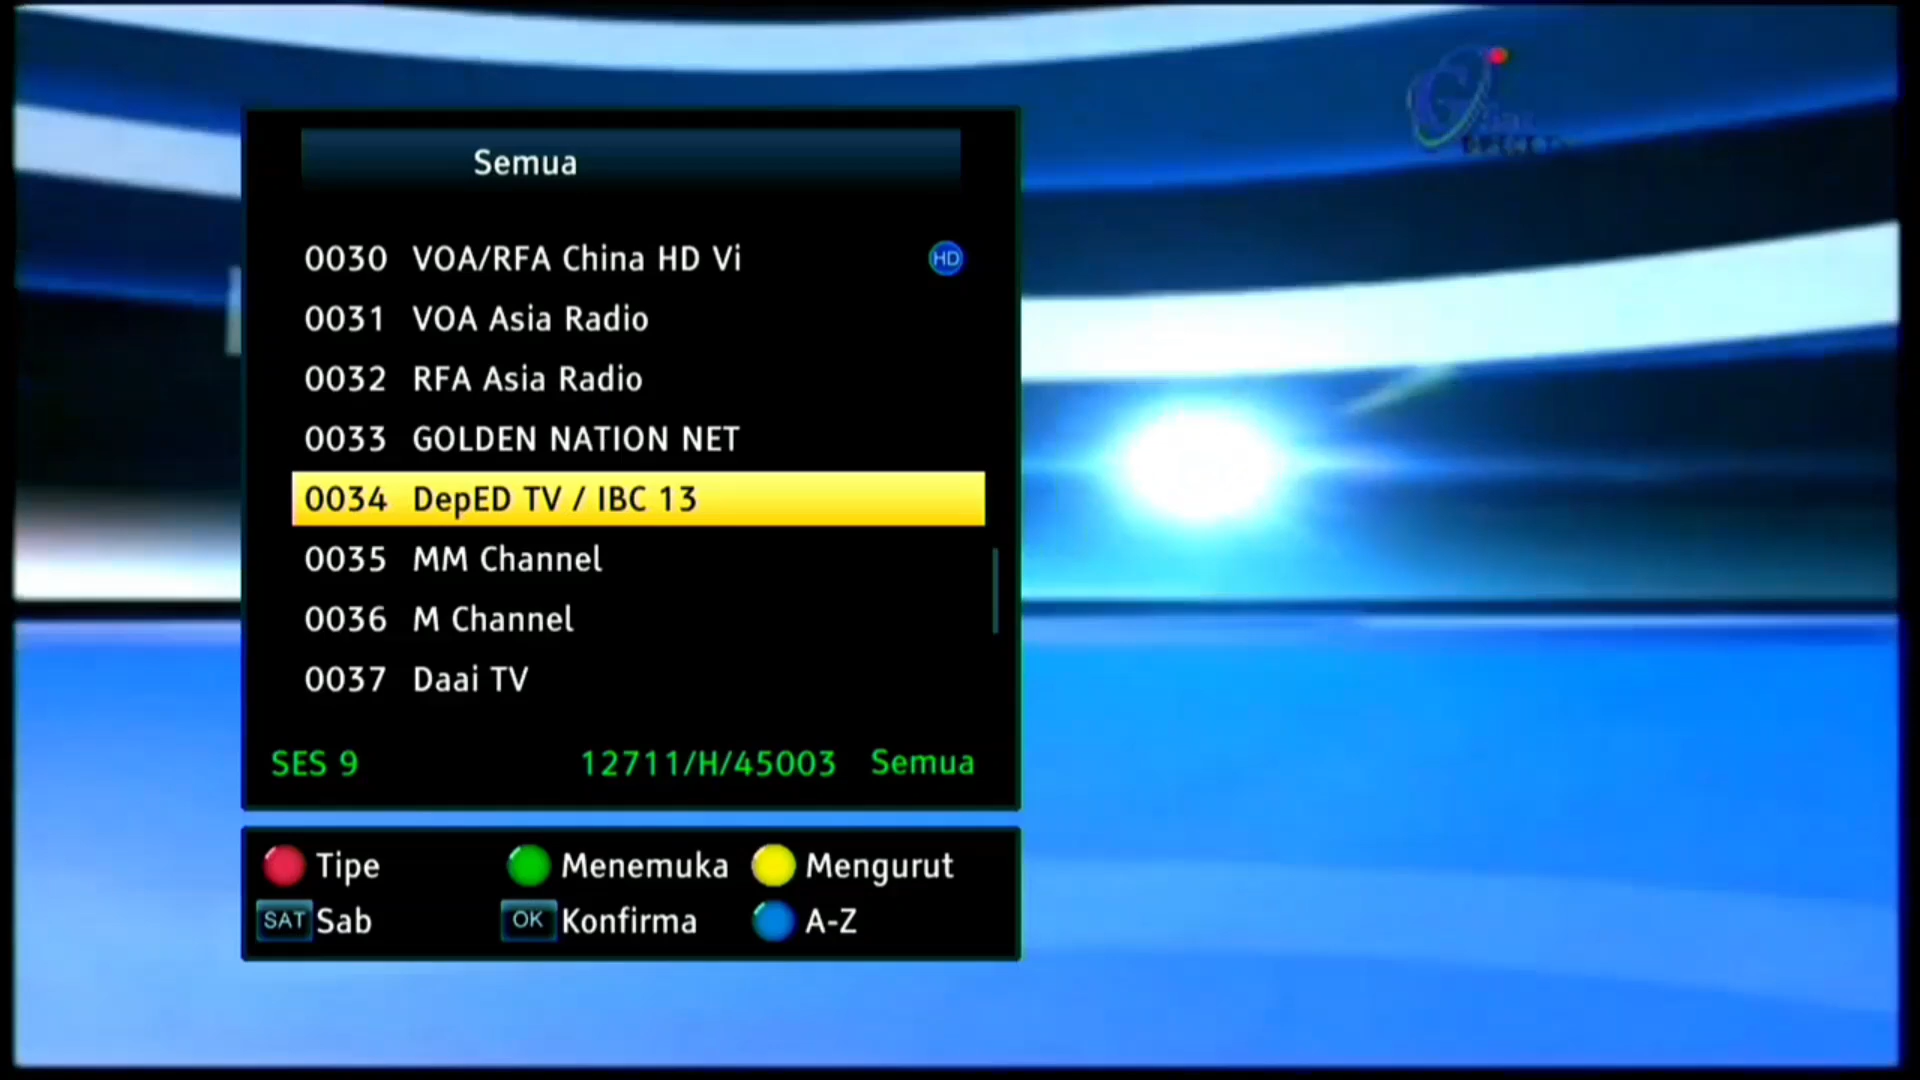 Semua
0030 VOA/RFA China HD Vi HD
0031 VOA Asia Radio
0032 RFA Asia Radio
0033 GOLDEN NATION NET
0034 DepED TV / IBC 13
0035 MM Channel
0036 M Channel
0037 Daai TV
SES 9 12711/H/45003 Semua
Tipe Menemuka Mengurut
SAT Sab OK Konfirma A-Z